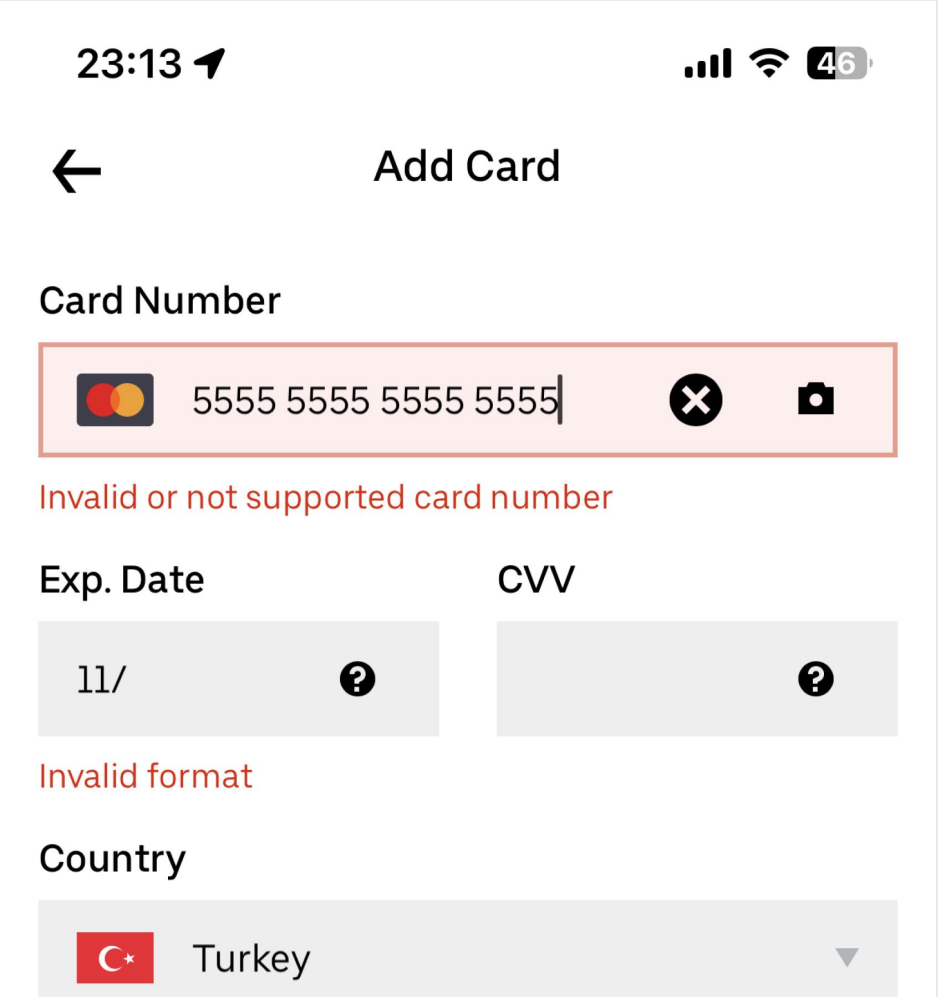 23:13
46
Add Card
Card Number
5555 5555 5555 5555
Invalid or not supported card number
Exp. Date CVV
11/
Invalid format
Country
Turkey